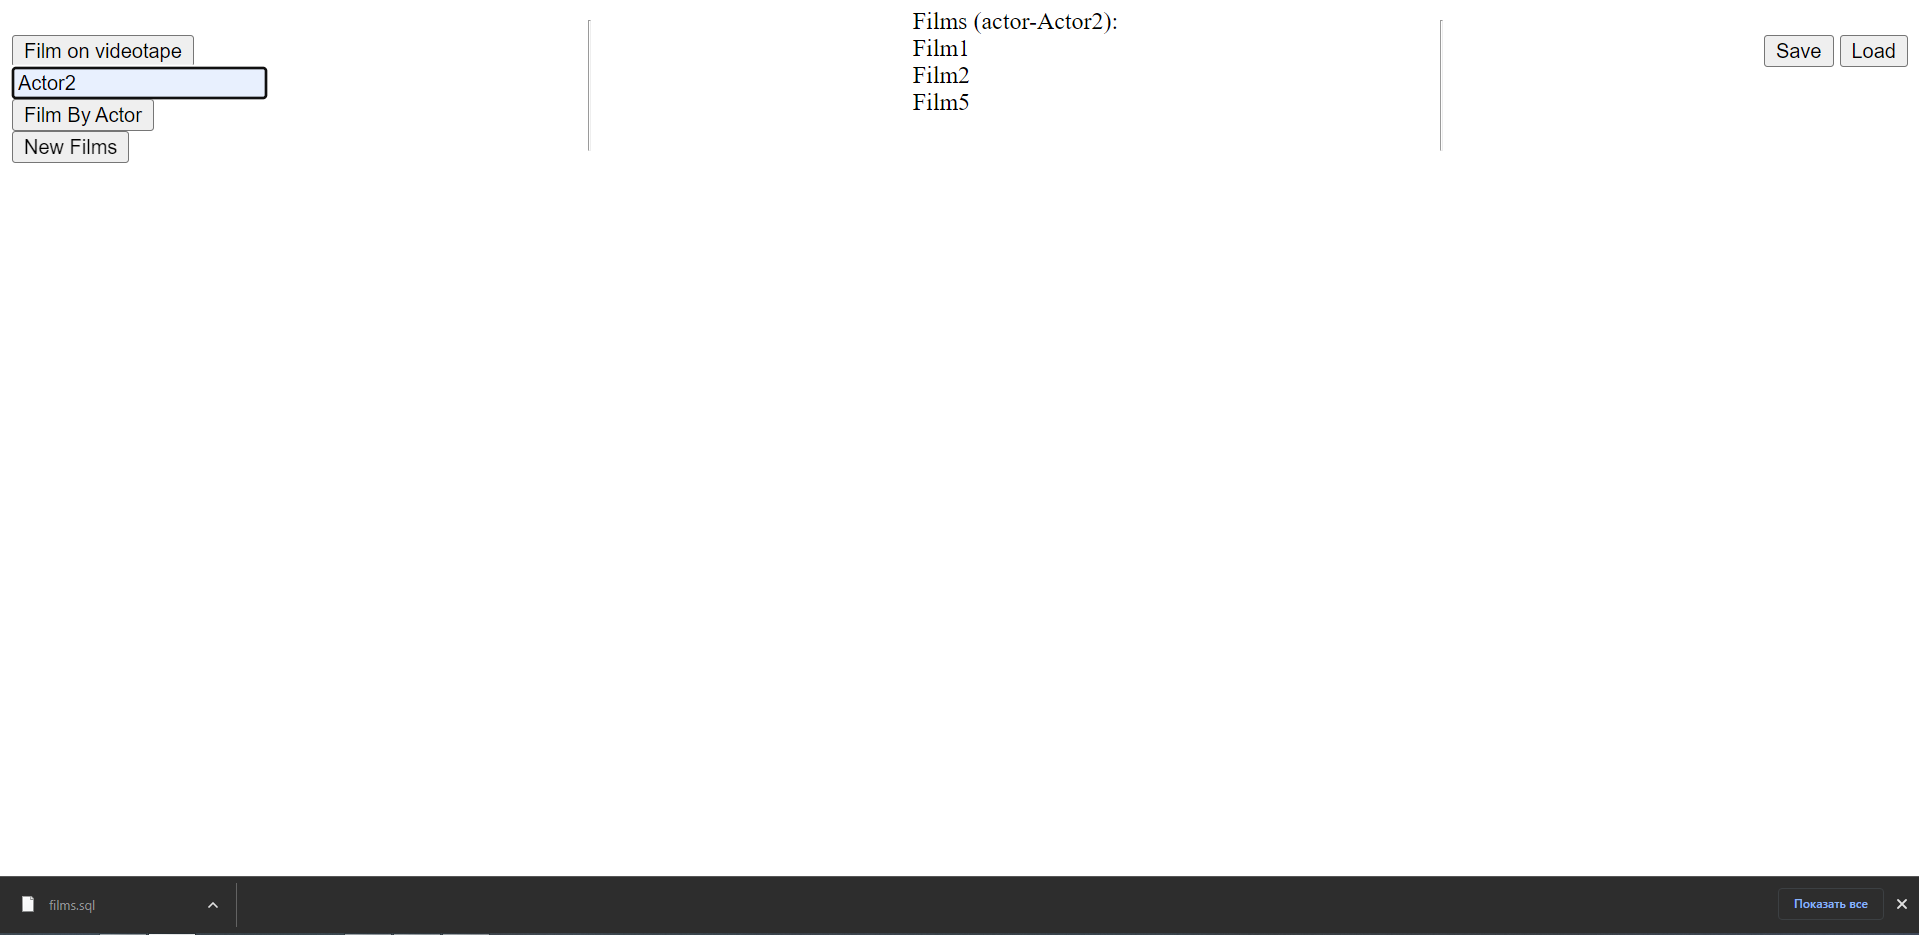 Film on videotape
Actor2
Film By Actor
New Films
Films (actor-Actor2):
Film1
Film2
Film5
Save Load
films.sql
Показать все